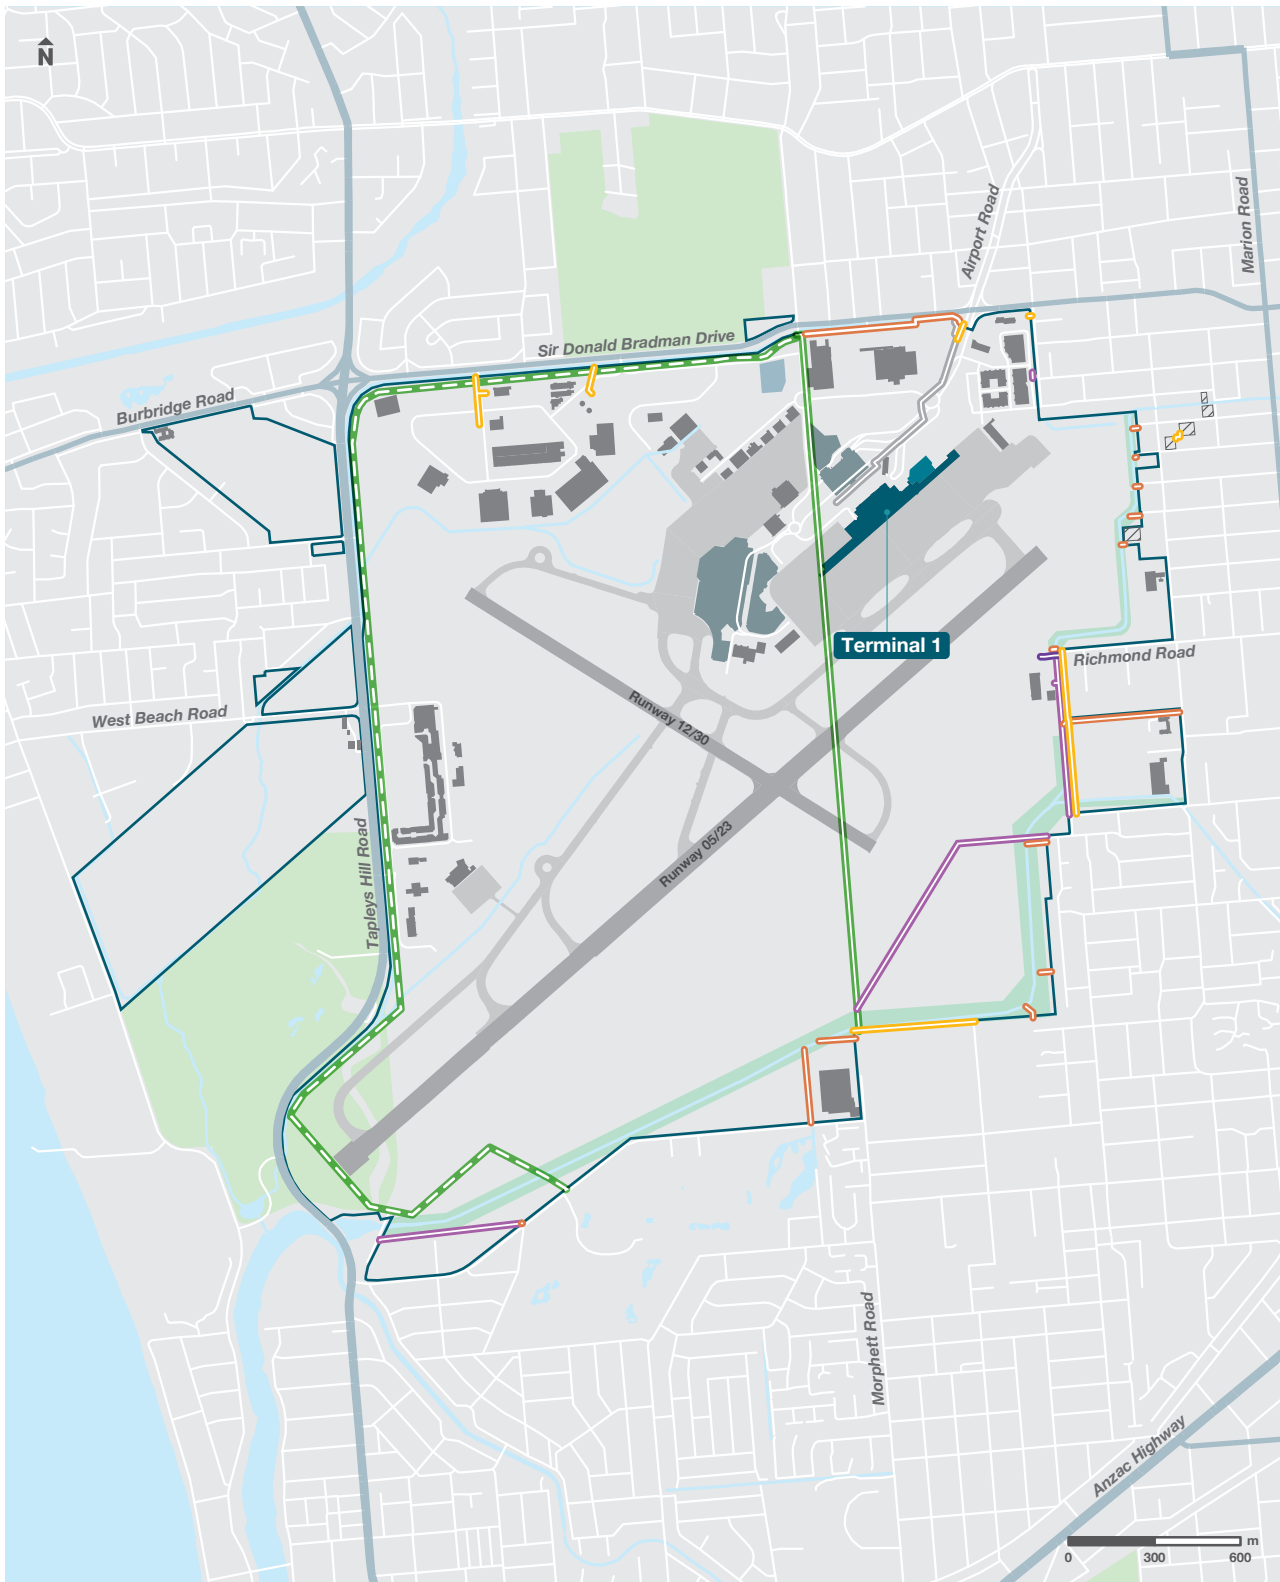 N
Airport Road
Marion Road
Sir Donald Bradman Drive
Burbridge Road
Terminal 1
Richmond Road
West Beach Road
Runway 12/30
Runway 05/23
Tapleys Hill Road
Morphett Road
Anzac Highway
m
0 300 600